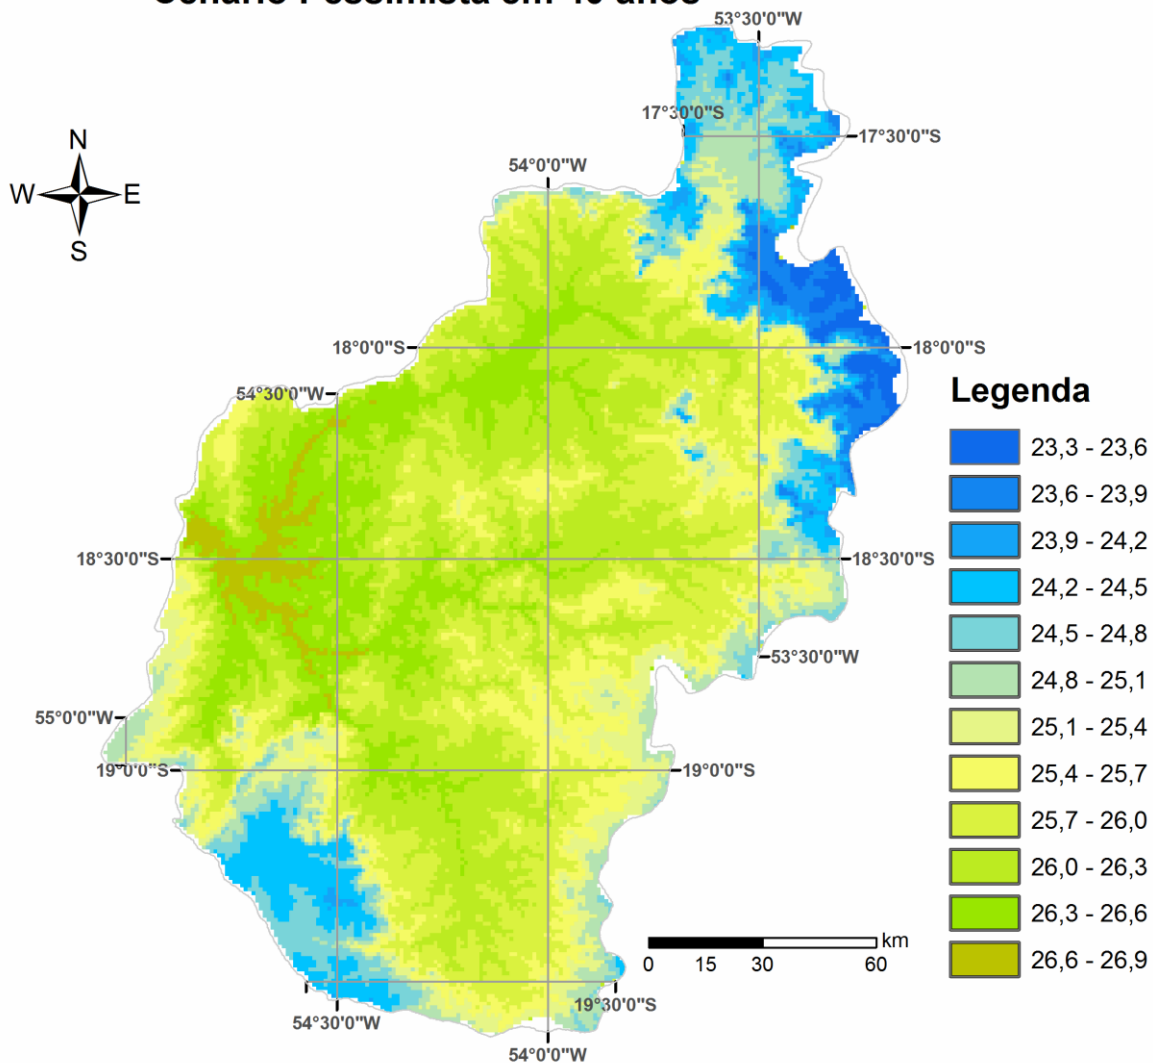 53°30'0"W
17°30'0"S
17°30'0"S
54°0'0"W
N
W
E
S
18°0'0"S
18°0'0"S
54°30'0"W
Legenda
23,3 - 23,6
23,6 - 23,9
23,9 - 24,2
24,2 - 24,5
24,5 - 24,8
24,8 - 25,1
25,1 - 25,4
25,4 - 25,7
25,7 - 26,0
26,0 - 26,3
26,3 - 26,6
26,6 - 26,9
18°30'0"S
18°30'0"S
53°30'0"W
55°0'0"W
19°0'0"S
19°0'0"S
km
0 15 30 60
19°30'0"S
54°30'0"W
54°0'0"W